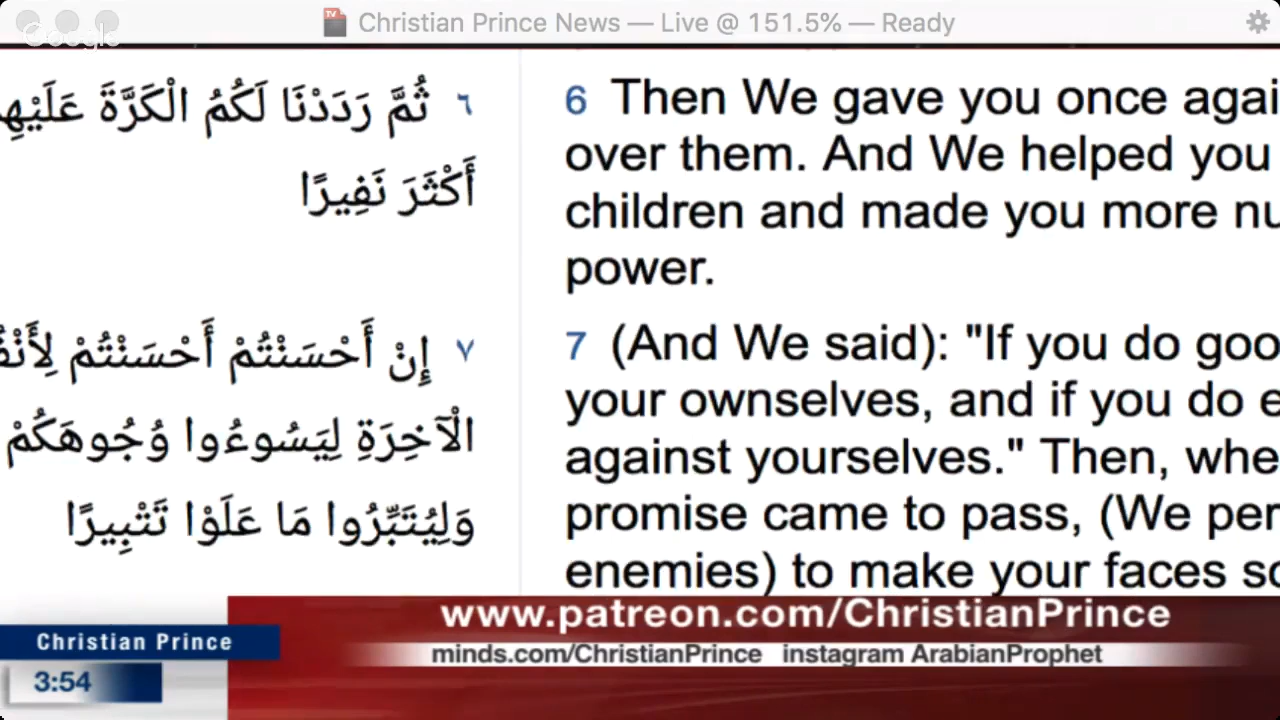 Christian Prince News — Live @ 151.5% — Ready
Google
٦ ثُمَّ رَدَدْنَا لَكُمُ الْكَرَّةَ عَلَيْهِ
أَكْثَرَ نَفِيرًا
٧ إِنْ أَحْسَنْتُمْ أَحْسَنْتُمْ لِأَنْفُ
الْآخِرَةِ لِيَسُوءُوا وُجُوهَكُمْ
وَلِيُتَبِّرُوا مَا عَلَوْا تَتْبِيرًا
6 Then We gave you once agai
over them. And We helped you
children and made you more nu
power.
7 (And We said): "If you do goo
your ownselves, and if you do e
against yourselves." Then, whe
promise came to pass, (We per
enemies) to make your faces so
www.patreon.com/ChristianPrince
Christian Prince
minds.com/ChristianPrince instagram ArabianProphet
3:54